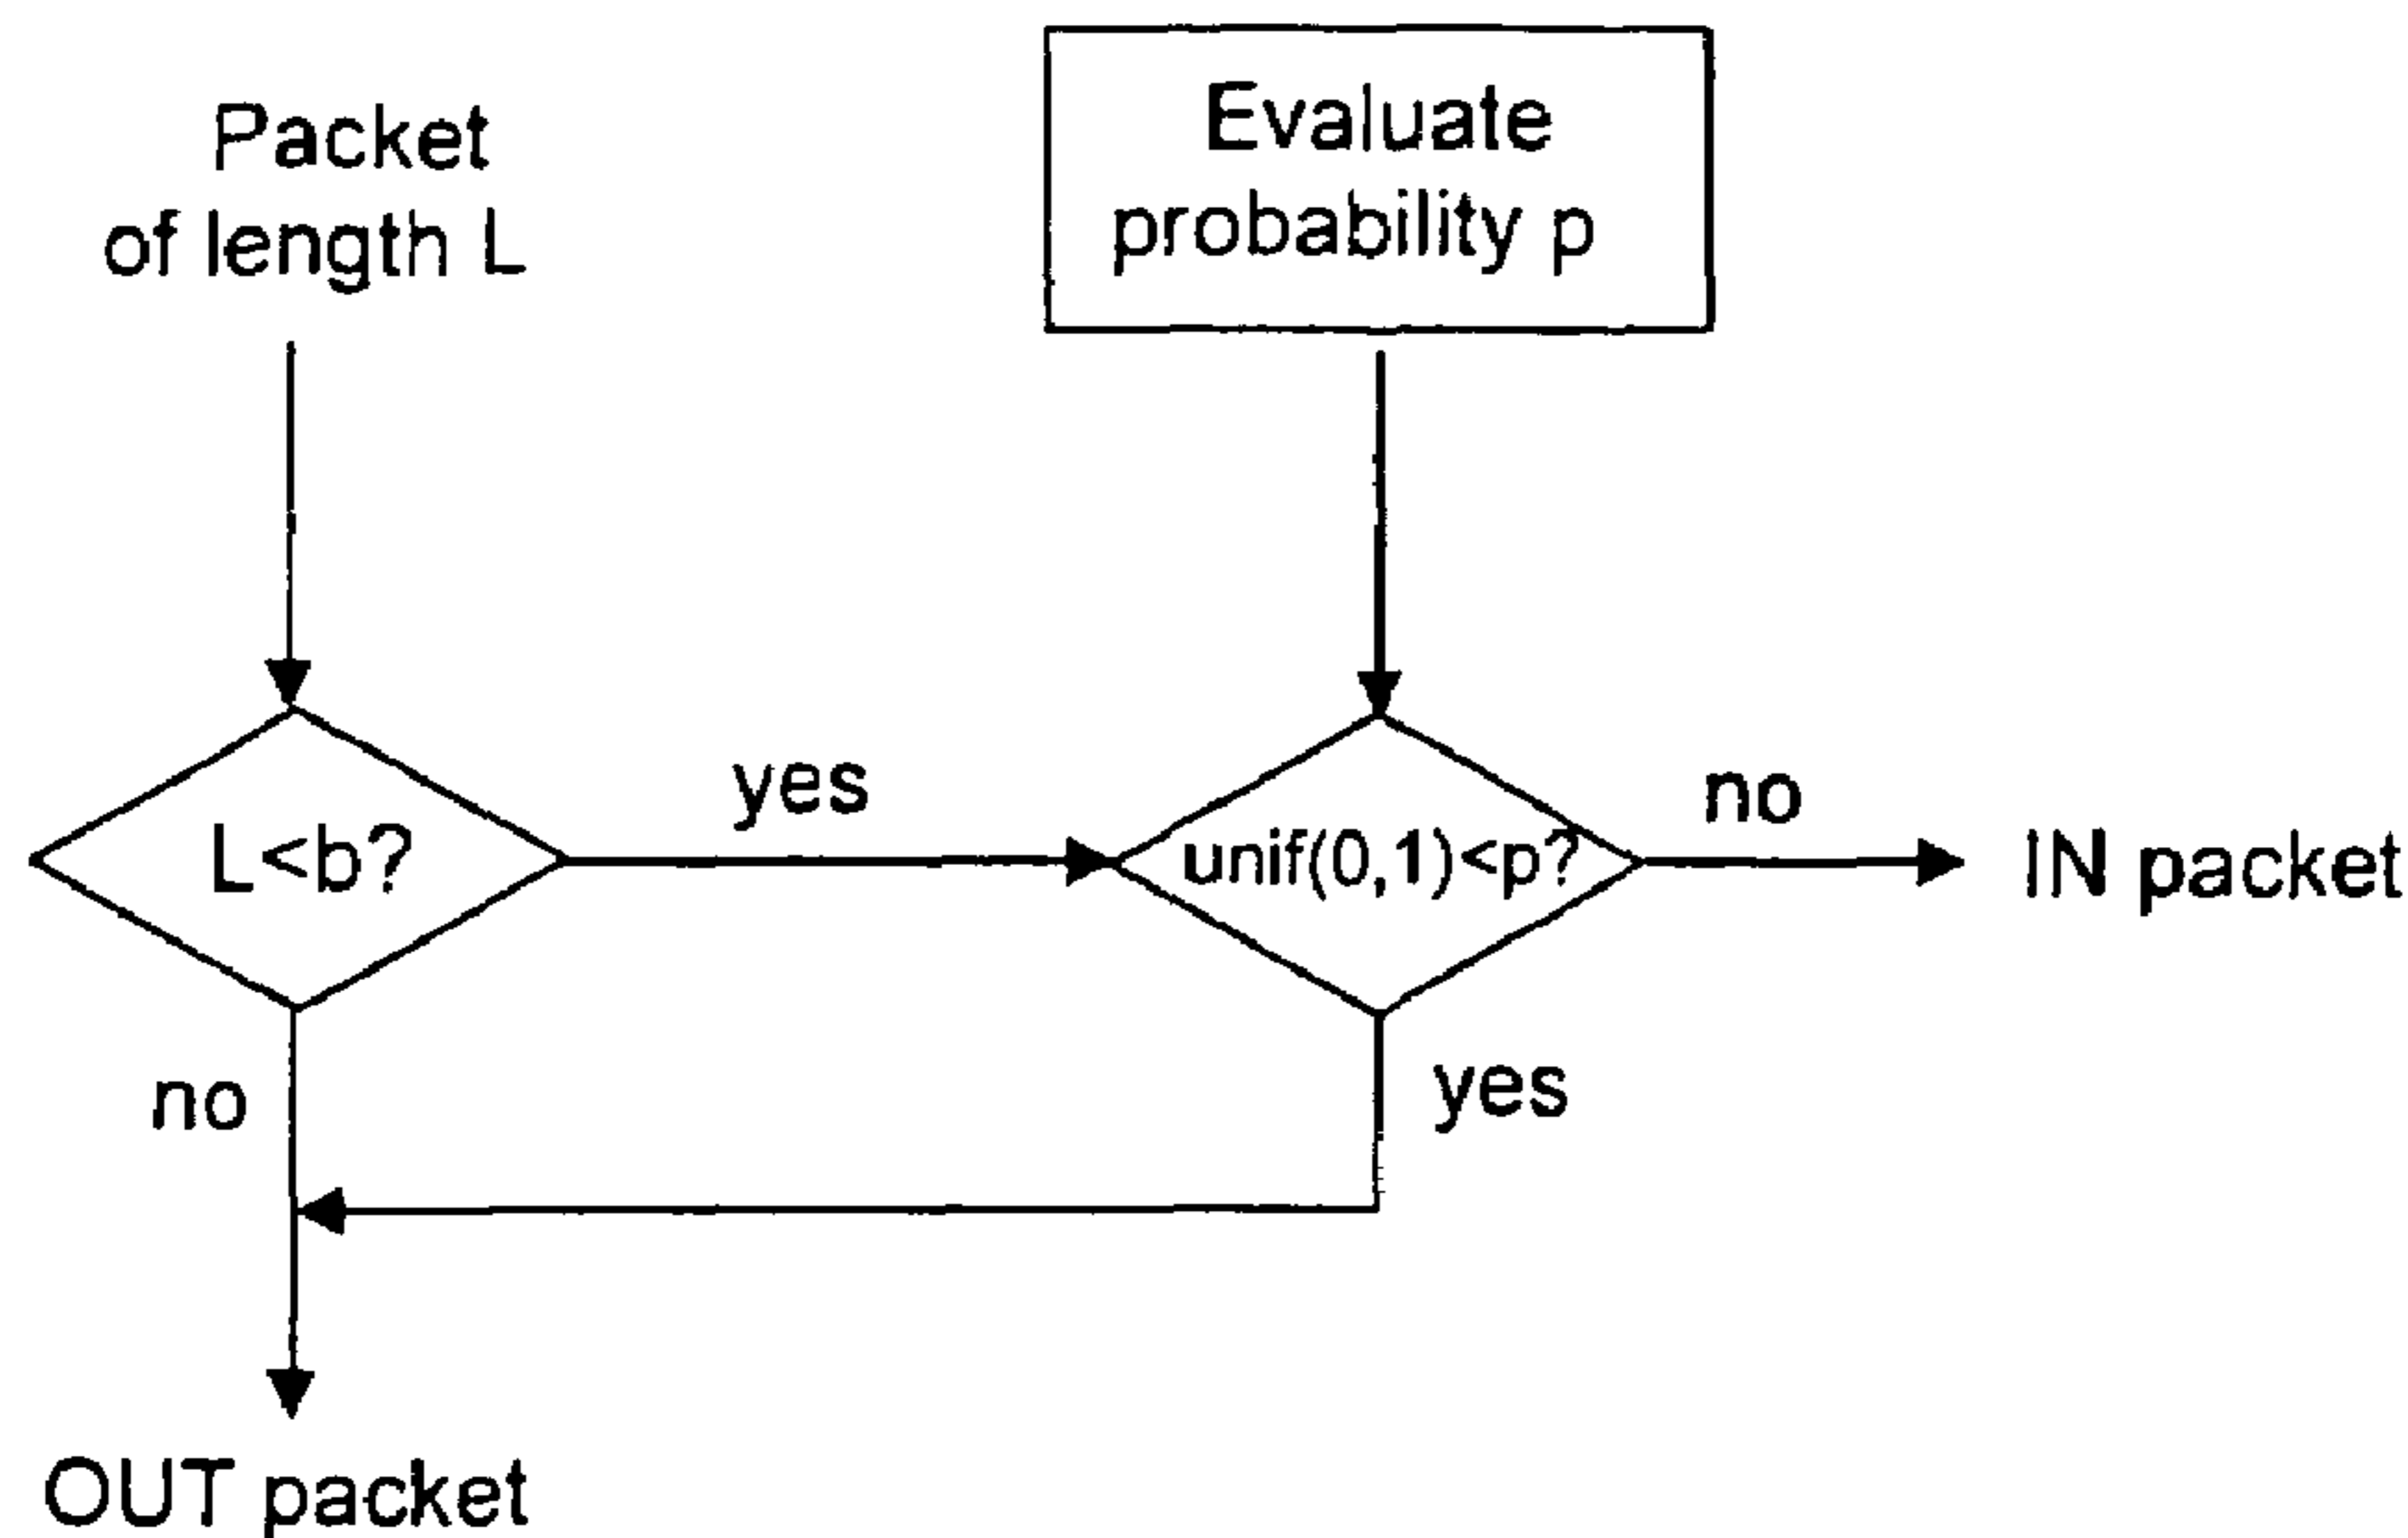 Packet
of length L
Evaluate
probability p
L<b?
yes
unif(0,1)<p?
no
IN packet
no
yes
OUT packet